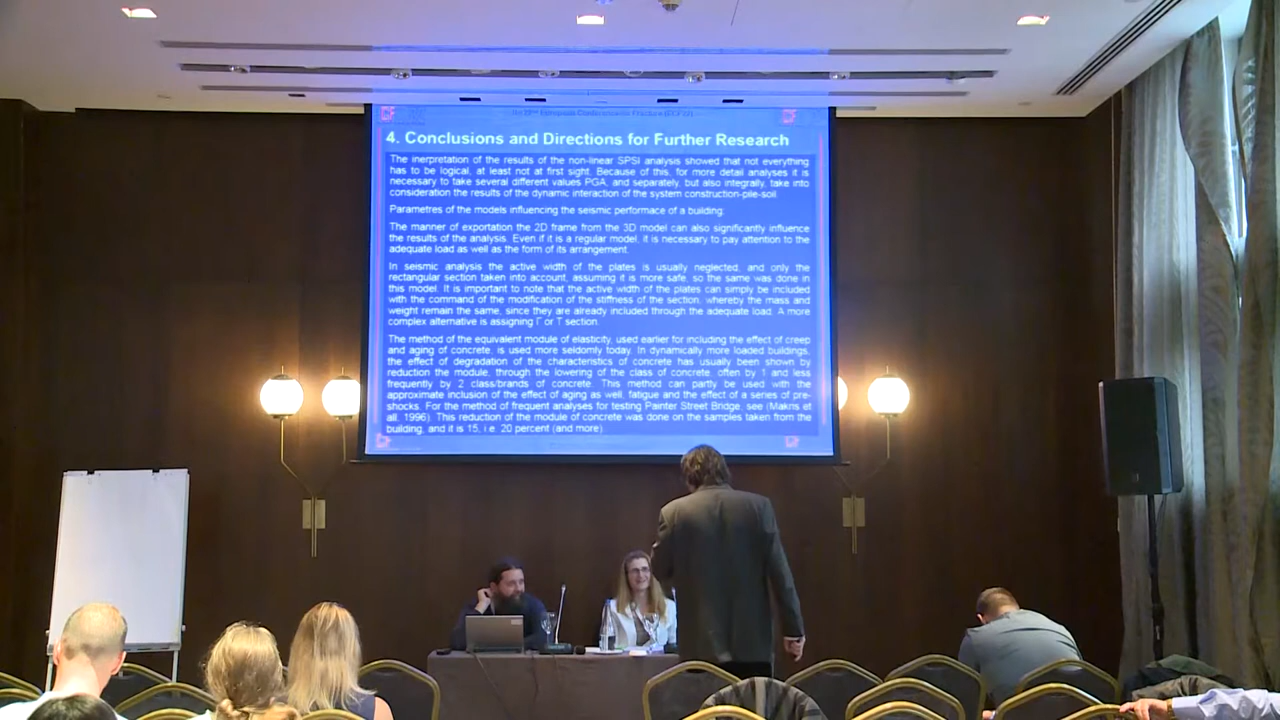 4. Conclusions and Directions for Further Research
The inerpretation of the results of the non-linear SPSI analysis showed that not everything
has to be logical, at least not at first sight. Because of this, for more detail analyses it is
necessary to take several different values PGA, and separately, but also integrally, take into
consideration the results of the dynamic interaction of the system construction-pile-soil.
Parametres of the models influencing the seismic performace of a building:
The manner of exportation the 2D frame from the 3D model can also significantly influence
the results of the analysis. Even if it is a regular model, it is necessary to pay attention to the
adequate load as well as the form of its arrangement.
In seismic analysis the active width of the plates is usually neglected, and only the
rectangular section taken into account, assuming it is more safe, so the same was done in
this model. It is important to note that the active width of the plates can simply be included
with the command of the modification of the stiffness of the section, whereby the mass and
weight remain the same, since they are already included through the adequate load. A more
complex alternative is assigning Γ or T section.
The method of the equivalent module of elasticity, used earlier for including the effect of creep
and aging of concrete, is used more seldomly today. In dynamically more loaded buildings,
the effect of degradation of the characteristics of concrete has usually been shown by
reduction the module, through the lowering of the class of concrete, often by 1 and less
frequently by 2 class/brands of concrete. This method can partly be used with the
approximate inclusion of the effect of aging as well, fatigue and the effect of a series of pre-
shocks. For the method of frequent analyses for testing Painter Street Bridge, see (Makris et
all. 1996). This reduction of the module of concrete was done on the samples taken from the
building, and it is 15, i.e. 20 percent (and more).